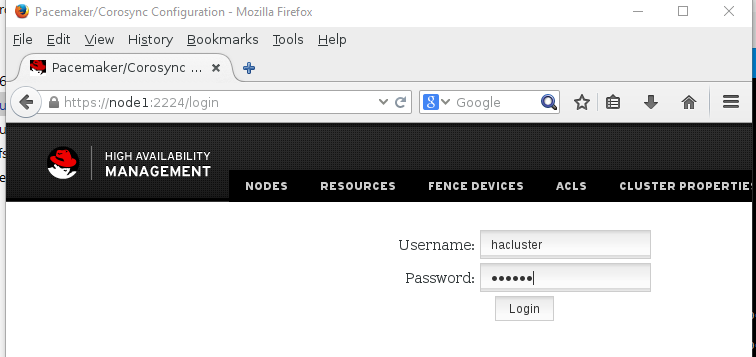 Pacemaker/Corosync Configuration - Mozilla Firefox
File Edit View History Bookmarks Tools Help
Pacemaker/Corosync ...
https://node1:2224/login
Google
HIGH AVAILABILITY
MANAGEMENT
NODES RESOURCES FENCE DEVICES ACLS CLUSTER PROPERTIE
Username: hacluster
Password: ••••••
Login